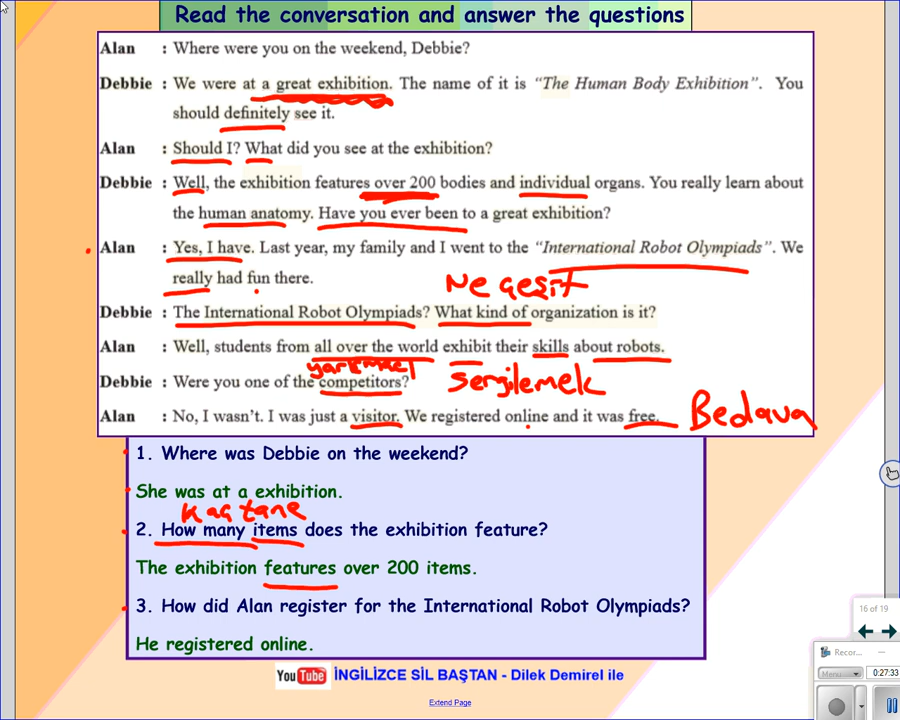 Read the conversation and answer the questions
Alan : Where were you on the weekend, Debbie?
Debbie : We were at a great exhibition. The name of it is “The Human Body Exhibition”. You
should definitely see it.
Alan : Should I? What did you see at the exhibition?
Debbie : Well, the exhibition features over 200 bodies and individual organs. You really learn about
the human anatomy. Have you ever been to a great exhibition?
Alan : Yes, I have. Last year, my family and I went to the “International Robot Olympiads”. We
really had fun there.
Ne çeşit
Debbie : The International Robot Olympiads? What kind of organization is it?
Alan : Well, students from all over the world exhibit their skills about robots.
Sergilemek
Debbie : Were you one of the competitors?
Alan : No, I wasn't. I was just a visitor. We registered online and it was free.
Bedava
1. Where was Debbie on the weekend?
She was at a exhibition.
Kaç tane
2. How many items does the exhibition feature?
The exhibition features over 200 items.
3. How did Alan register for the International Robot Olympiads?
He registered online.
16 of 19
Recor...
Menu
0:27:33
YouTube İNGİLİZCE SİL BAŞTAN - Dilek Demirel ile
Extend Page